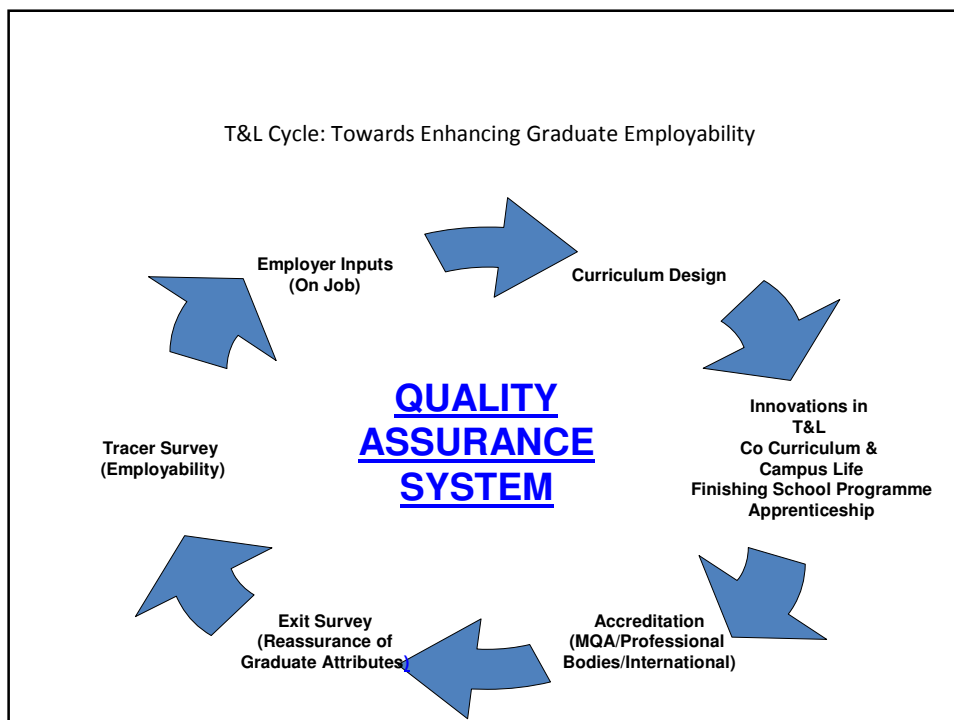 T&L Cycle: Towards Enhancing Graduate Employability
Employer Inputs
(On Job)
Curriculum Design
Innovations in
T&L
Co Curriculum &
Campus Life
Finishing School Programme
Apprenticeship
Accreditation
(MQA/Professional
Bodies/International)
Exit Survey
(Reassurance of
Graduate Attributes)
Tracer Survey
(Employability)
QUALITY
ASSURANCE
SYSTEM